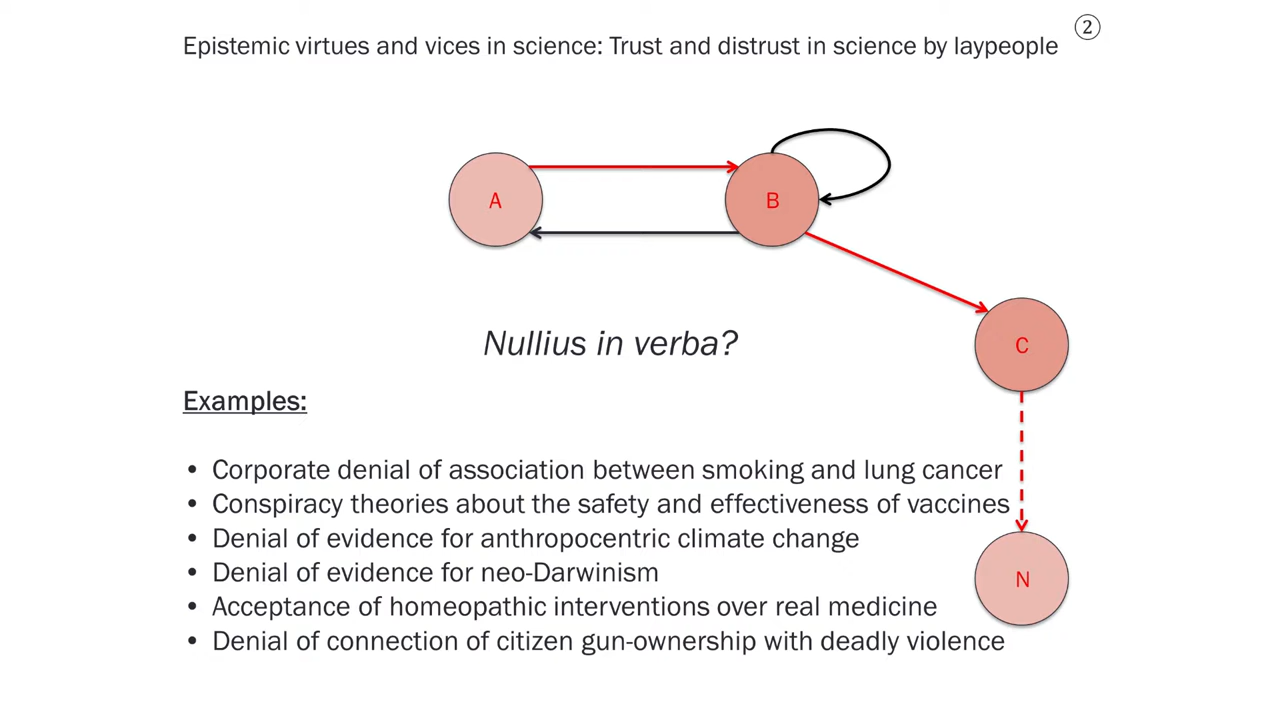 ②
Epistemic virtues and vices in science: Trust and distrust in science by laypeople
A
B
C
Nullius in verba?
Examples:
• Corporate denial of association between smoking and lung cancer
• Conspiracy theories about the safety and effectiveness of vaccines
• Denial of evidence for anthropocentric climate change
• Denial of evidence for neo-Darwinism
N
• Acceptance of homeopathic interventions over real medicine
• Denial of connection of citizen gun-ownership with deadly violence